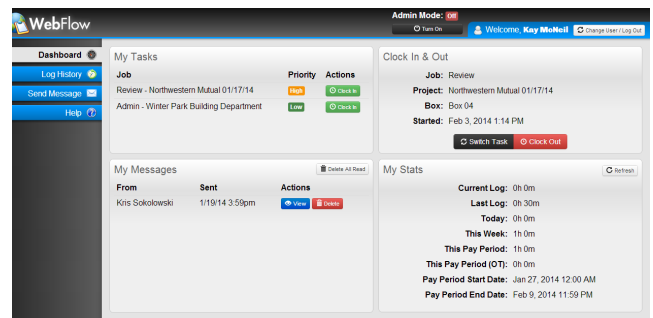 WebFlow
Admin Mode: Off
Turn On
Welcome, Kay McNeil
Change User / Log Out
Dashboard
Log History
Send Message
Help
My Tasks
Job Priority Actions
Review - Northwestern Mutual 01/17/14 High Clock In
Admin - Winter Park Building Department Low Clock In
Clock In & Out
Job: Review
Project: Northwestern Mutual 01/17/14
Box: Box 04
Started: Feb 3, 2014 1:14 PM
Switch Task Clock Out
My Messages Delete All Read
From Sent Actions
Kris Sokolowski 1/19/14 3:59pm View Delete
My Stats Refresh
Current Log: 0h 0m
Last Log: 0h 30m
Today: 0h 0m
This Week: 1h 0m
This Pay Period: 1h 0m
This Pay Period (OT): 0h 0m
Pay Period Start Date: Jan 27, 2014 12:00 AM
Pay Period End Date: Feb 9, 2014 11:59 PM